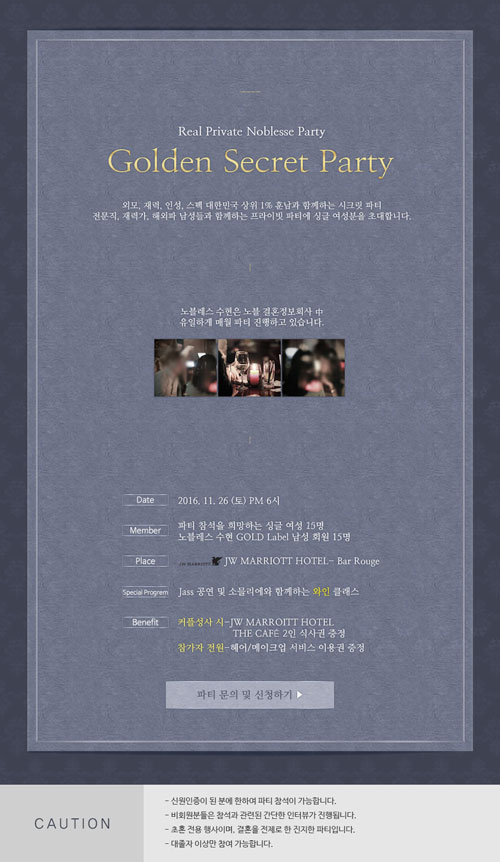 Real Private Noblesse Party
Golden Secret Party
외모, 재력, 인성, 스펙 대한민국 상위 1% 훈남과 함께하는 시크릿 파티
전문직, 재력가, 해외파 남성들과 함께하는 프라이빗 파티에 싱글 여성분을 초대합니다.
노블레스 수현은 노블 결혼정보회사 中
유일하게 매월 파티 진행하고 있습니다.
Date 2016. 11. 26 (토) PM 6시
Member 파티 참석을 희망하는 싱글 여성 15명
노블레스 수현 GOLD Label 남성 회원 15명
Place JW MARRIOTT JW MARRIOTT HOTEL- Bar Rouge
Special Progrem Jass 공연 및 소믈리에와 함께하는 와인 클래스
Benefit 커플성사 시-JW MARROITT HOTEL
THE CAFE 2인 식사권 증정
참가자 전원-헤어/메이크업 서비스 이용권 증정
파티 문의 및 신청하기
CAUTION
- 신원인증이 된 분에 한하여 파티 참석이 가능합니다.
- 비회원분들은 참석과 관련된 간단한 인터뷰가 진행됩니다.
- 초혼 전용 행사이며, 결혼을 전제로 한 진지한 파티입니다.
- 대졸자 이상만 참여 가능합니다.